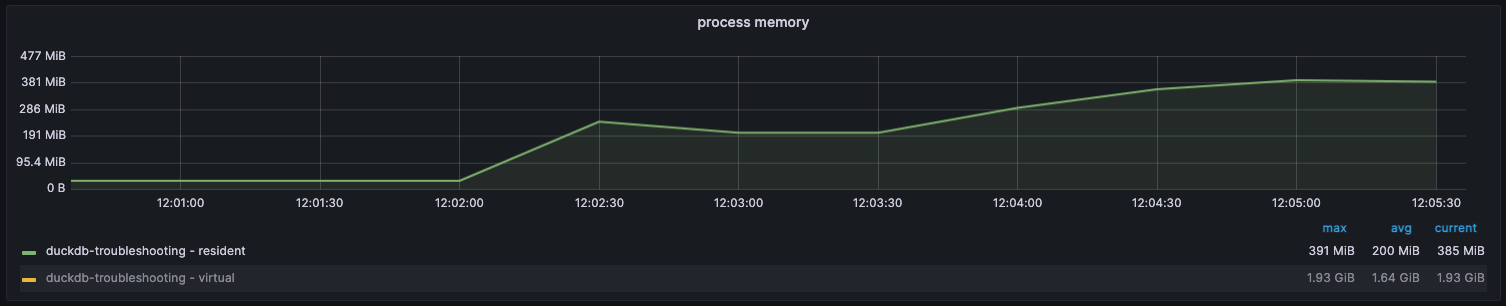 process memory
477 MiB
381 MiB
286 MiB
191 MiB
95.4 MiB
0 B
12:01:00 12:01:30 12:02:00 12:02:30 12:03:00 12:03:30 12:04:00 12:04:30 12:05:00 12:05:30
max avg current
duckdb-troubleshooting - resident 391 MiB 200 MiB 385 MiB
duckdb-troubleshooting - virtual 1.93 GiB 1.64 GiB 1.93 GiB